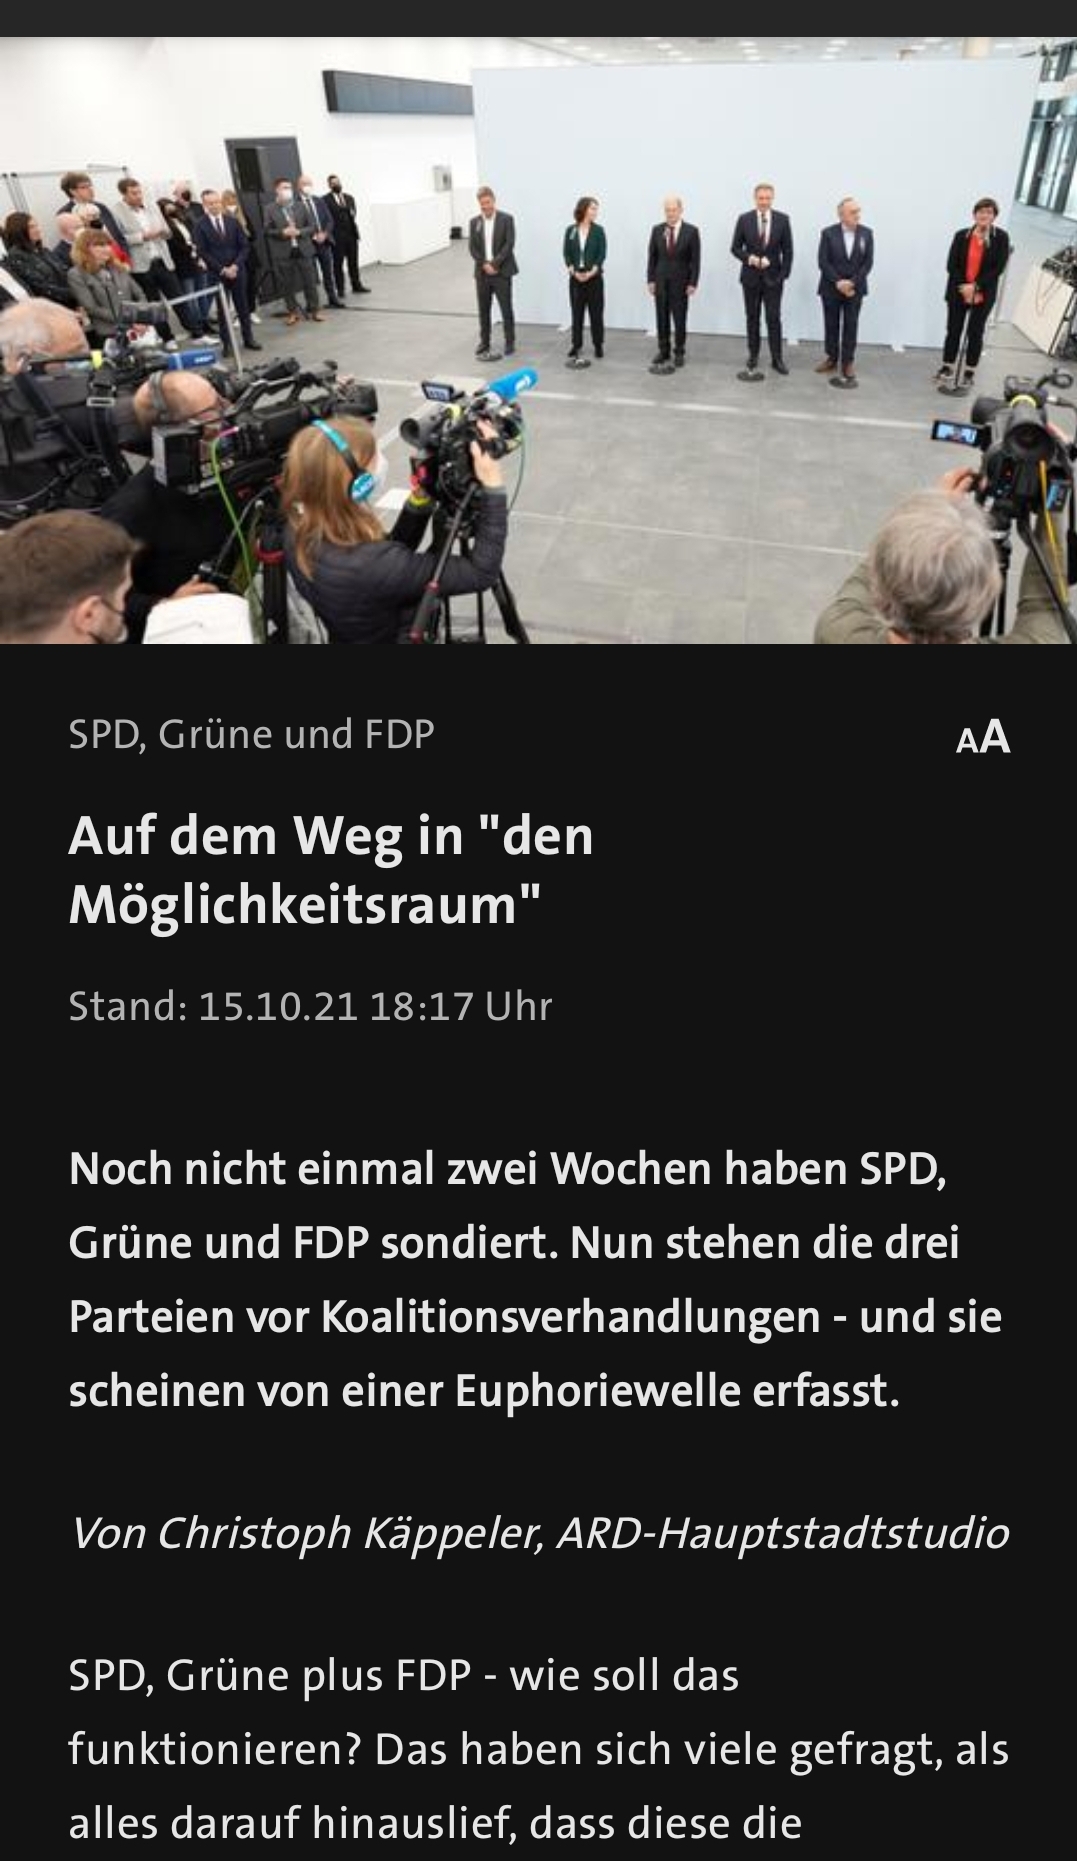 SPD, Grüne und FDP
AA
Auf dem Weg in "den
Möglichkeitsraum"
Stand: 15.10.21 18:17 Uhr
Noch nicht einmal zwei Wochen haben SPD,
Grüne und FDP sondiert. Nun stehen die drei
Parteien vor Koalitionsverhandlungen - und sie
scheinen von einer Euphoriewelle erfasst.
Von Christoph Käppeler, ARD-Hauptstadtstudio
SPD, Grüne plus FDP - wie soll das
funktionieren? Das haben sich viele gefragt, als
alles darauf hinauslief, dass diese die